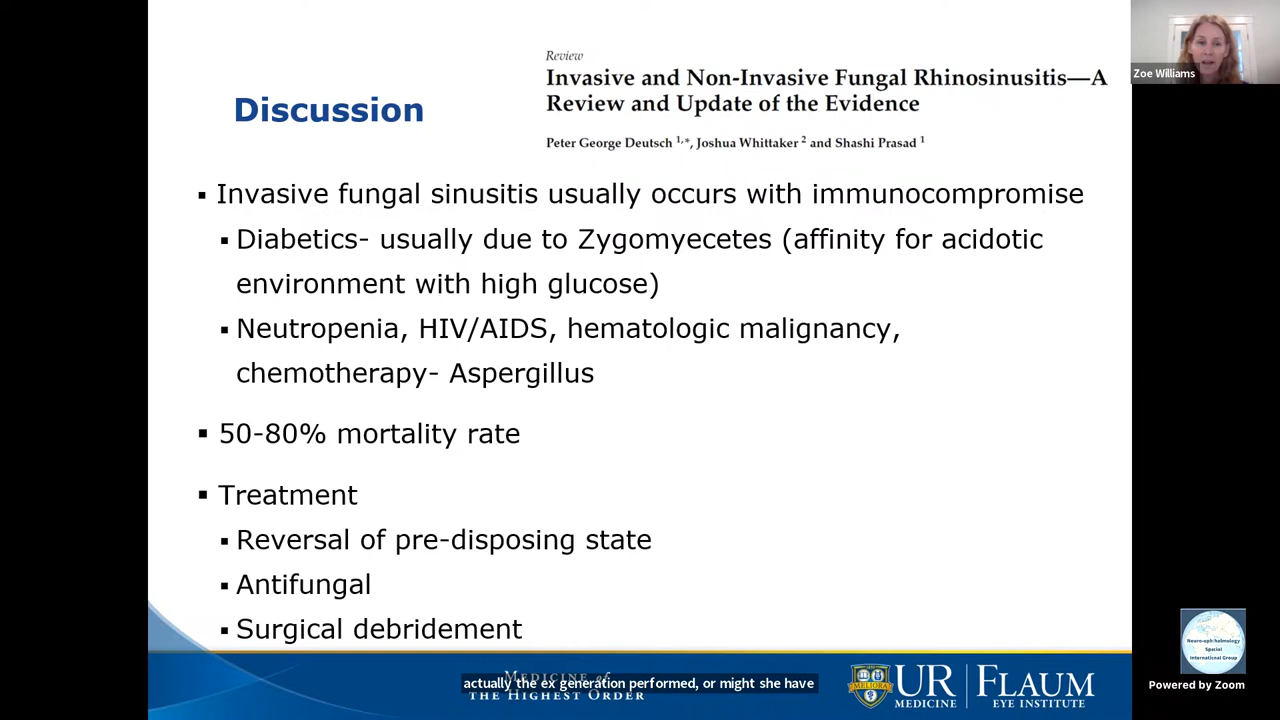 Review
Invasive and Non-Invasive Fungal Rhinosinusitis—A
Review and Update of the Evidence
Peter George Deutsch 1,*, Joshua Whittaker 2 and Shashi Prasad 1
Zoe Williams
Discussion
▪ Invasive fungal sinusitis usually occurs with immunocompromise
▪ Diabetics- usually due to Zygomyecetes (affinity for acidotic
environment with high glucose)
▪ Neutropenia, HIV/AIDS, hematologic malignancy,
chemotherapy- Aspergillus
▪ 50-80% mortality rate
▪ Treatment
▪ Reversal of pre-disposing state
▪ Antifungal
▪ Surgical debridement
Neuro-ophthalmology
Special
International Group
Powered by Zoom
MEDICINE of
THE HIGHEST ORDER
actually the ex generation performed, or might she have
MELIORA
UR
MEDICINE
FLAUM
EYE INSTITUTE